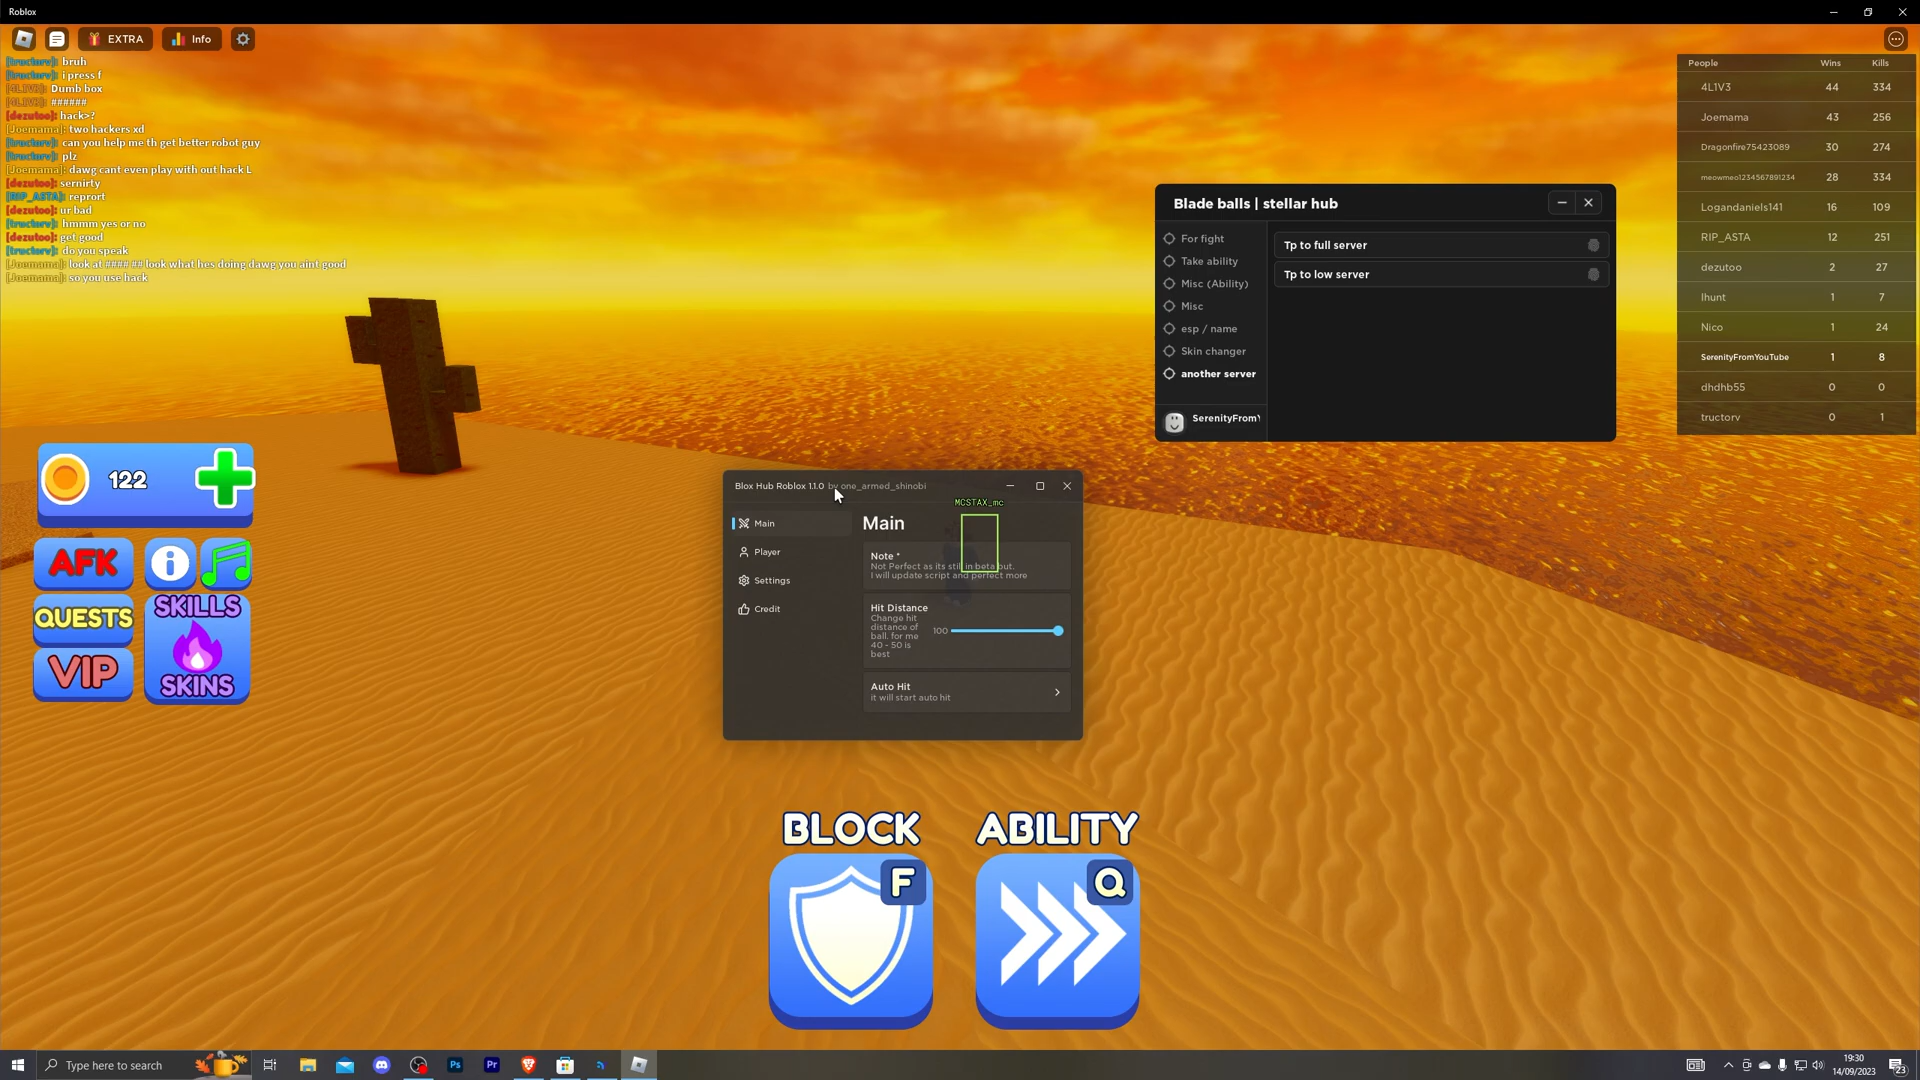 Roblox
EXTRA
Info
[tructorv]: bruh
[tructorv]: i press f
[4L1V3]: Dumb box
[4L1V3]: ######
[dezutoo]: hack>?
[Joemama]: two hackers xd
[tructorv]: can you help me th get better robot guy
[tructorv]: plz
[Joemama]: dawg cant even play with out hack L
[dezutoo]: sernirty
[RIP_ASTA]: reprort
[dezutoo]: ur bad
[tructorv]: hmmm yes or no
[dezutoo]: get good
[tructorv]: do you speak
[Joemama]: look at #### ## look what hes doing dawg you aint good
[Joemama]: so you use hack
People Wins Kills
4L1V3 44 334
Joemama 43 256
Dragonfire75423089 30 274
meowmeo1234567891234 28 334
Logandaniels141 16 109
RIP_ASTA 12 251
dezutoo 2 27
lhunt 1 7
Nico 1 24
SerenityFromYouTube 1 8
dhdhb55 0 0
tructorv 0 1
Blade balls | stellar hub
For fight
Take ability
Misc (Ability)
Misc
esp / name
Skin changer
another server
SerenityFromY
Tp to full server
Tp to low server
122
AFK
QUESTS
VIP
SKILLS
SKINS
Blox Hub Roblox 1.1.0 by one_armed_shinobi
Main
Player
Settings
Credit
MCSTAX_mc
Main
Note *
Not Perfect as its still in beta but.
I will update script and perfect more
Hit Distance
Change hit
distance of
ball. for me
40 - 50 is
best
100
Auto Hit
it will start auto hit
BLOCK
F
ABILITY
Q
Type here to search
Ps
Pr
19:30
14/09/2023
23